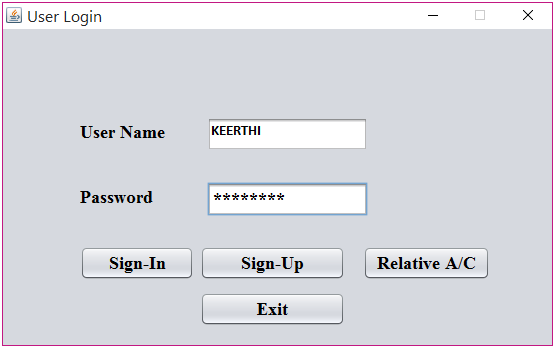 User Login
User Name KEERTHI
Password ********
Sign-In Sign-Up Relative A/C
Exit